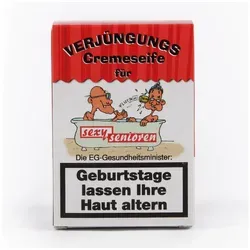 VERJÜNGUNGS
Cremeseife
für
sexy
senioren
Die EG-Gesundheitsminister:
Geburtstage
lassen Ihre
Haut altern